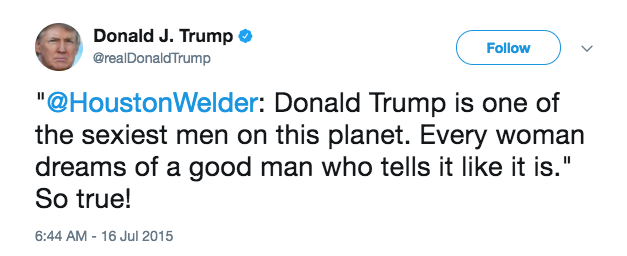 Donald J. Trump
@realDonaldTrump
Follow
"@HoustonWelder: Donald Trump is one of
the sexiest men on this planet. Every woman
dreams of a good man who tells it like it is."
So true!
6:44 AM - 16 Jul 2015